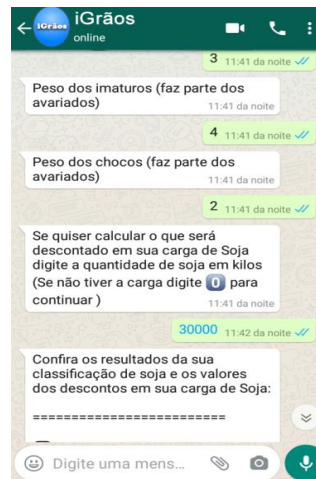 iGrãos
iGrãos
online
3 11:41 da noite
Peso dos imaturos (faz parte dos
avariados)
11:41 da noite
4 11:41 da noite
Peso dos chocos (faz parte dos
avariados)
11:41 da noite
2 11:41 da noite
Se quiser calcular o que será
descontado em sua carga de Soja
digite a quantidade de soja em kilos
(Se não tiver a carga digite 0 para
continuar )
11:41 da noite
30000 11:42 da noite
Confira os resultados da sua
classificação de soja e os valores
dos descontos em sua carga de Soja:
=========================
Digite uma mens...